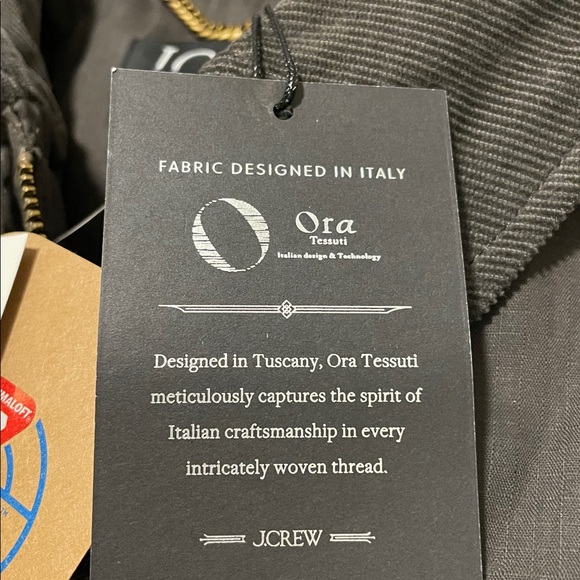 FABRIC DESIGNED IN ITALY
Ora
Tessuti
Italian design & Technology
Designed in Tuscany, Ora Tessuti
meticulously captures the spirit of
Italian craftsmanship in every
intricately woven thread.
J.CREW